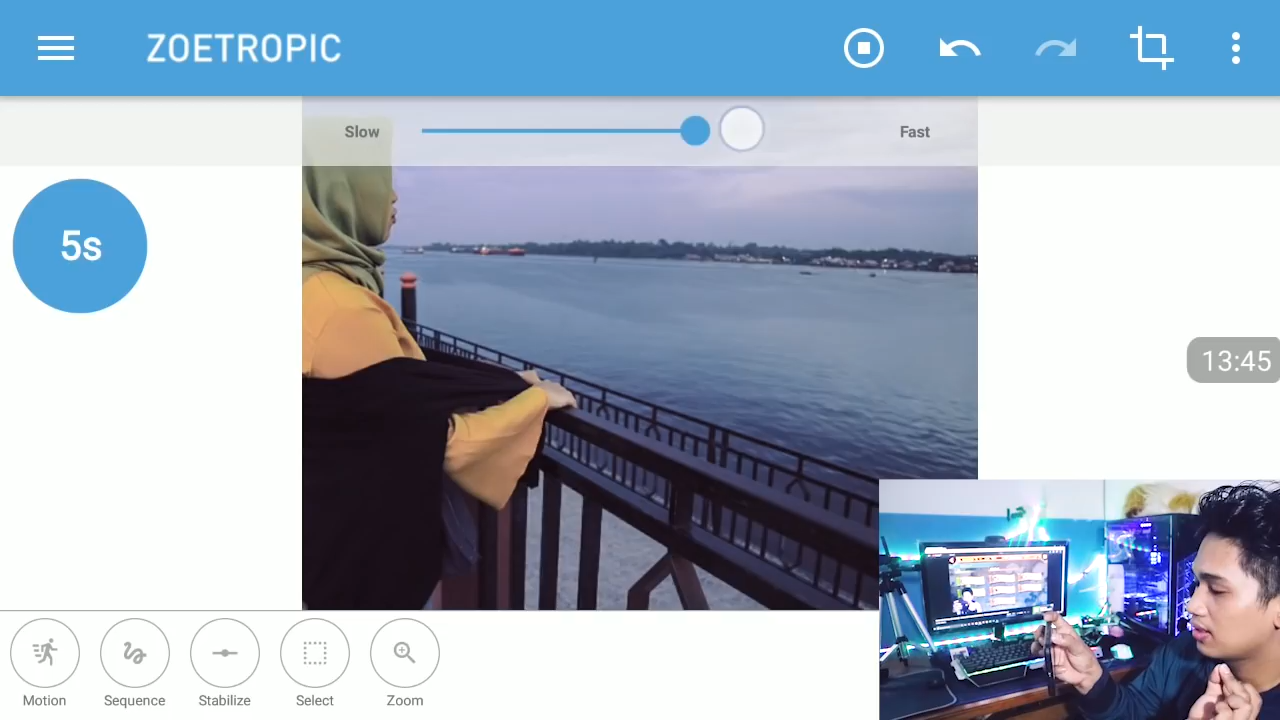 ZOETROPIC
Slow
Fast
5s
13:45
Motion
Sequence
Stabilize
Select
Zoom